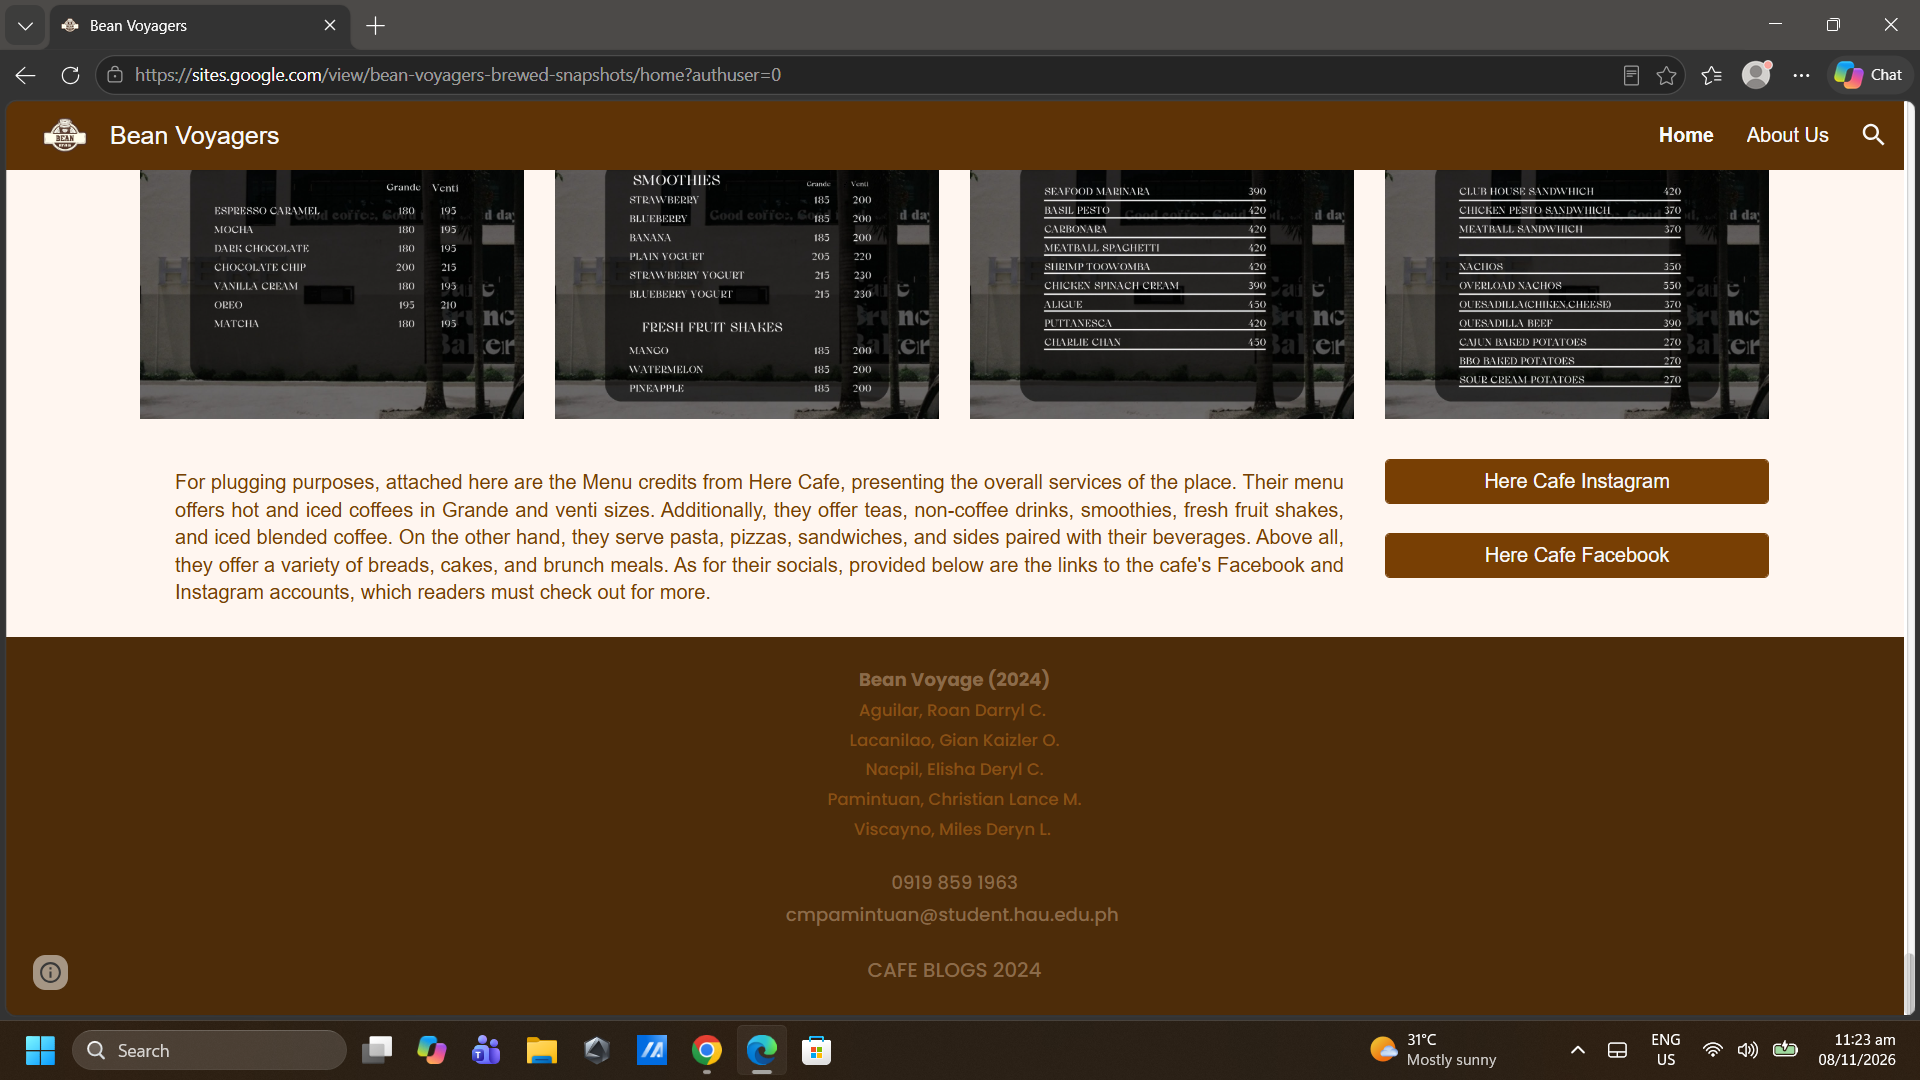 Bean Voyagers
https://sites.google.com/view/bean-voyagers-brewed-snapshots/home?authuser=0
Chat
BEAN
Bean Voyagers
Home
About Us
Grande Venti
ESPRESSO CARAMEL 180 195
MOCHA 180 195
DARK CHOCOLATE 180 195
CHOCOLATE CHIP 200 215
VANILLA CREAM 180 195
OREO 195 210
MATCHA 180 195
SMOOTHIES
Grande Venti
STRAWBERRY 185 200
BLUEBERRY 185 200
BANANA 185 200
PLAIN YOGURT 205 220
STRAWBERRY YOGURT 215 230
BLUEBERRY YOGURT 215 230
FRESH FRUIT SHAKES
MANGO 185 200
WATERMELON 185 200
PINEAPPLE 185 200
SEAFOOD MARINARA 390
BASIL PESTO 420
CARBONARA 420
MEATBALL SPAGHETTI 420
SHRIMP TOOWOMBA 420
CHICKEN SPINACH CREAM 390
ALIGUE 450
PUTTANESCA 420
CHARLIE CHAN 450
CLUB HOUSE SANDWHICH 420
CHICKEN PESTO SANDWHICH 370
MEATBALL SANDWHICH 370
NACHOS 350
OVERLOAD NACHOS 550
QUESADILLA(CHIKEN,CHEESE) 370
QUESADILLA BEEF 390
CAJUN BAKED POTATOES 270
BBQ BAKED POTATOES 270
SOUR CREAM POTATOES 270
For plugging purposes, attached here are the Menu credits from Here Cafe, presenting the overall services of the place. Their menu
offers hot and iced coffees in Grande and venti sizes. Additionally, they offer teas, non-coffee drinks, smoothies, fresh fruit shakes,
and iced blended coffee. On the other hand, they serve pasta, pizzas, sandwiches, and sides paired with their beverages. Above all,
they offer a variety of breads, cakes, and brunch meals. As for their socials, provided below are the links to the cafe's Facebook and
Instagram accounts, which readers must check out for more.
Here Cafe Instagram
Here Cafe Facebook
Bean Voyage (2024)
Aguilar, Roan Darryl C.
Lacanilao, Gian Kaizler O.
Nacpil, Elisha Deryl C.
Pamintuan, Christian Lance M.
Viscayno, Miles Deryn L.
0919 859 1963
cmpamintuan@student.hau.edu.ph
CAFE BLOGS 2024
Search
31°C
Mostly sunny
ENG
US
11:23 am
08/11/2026